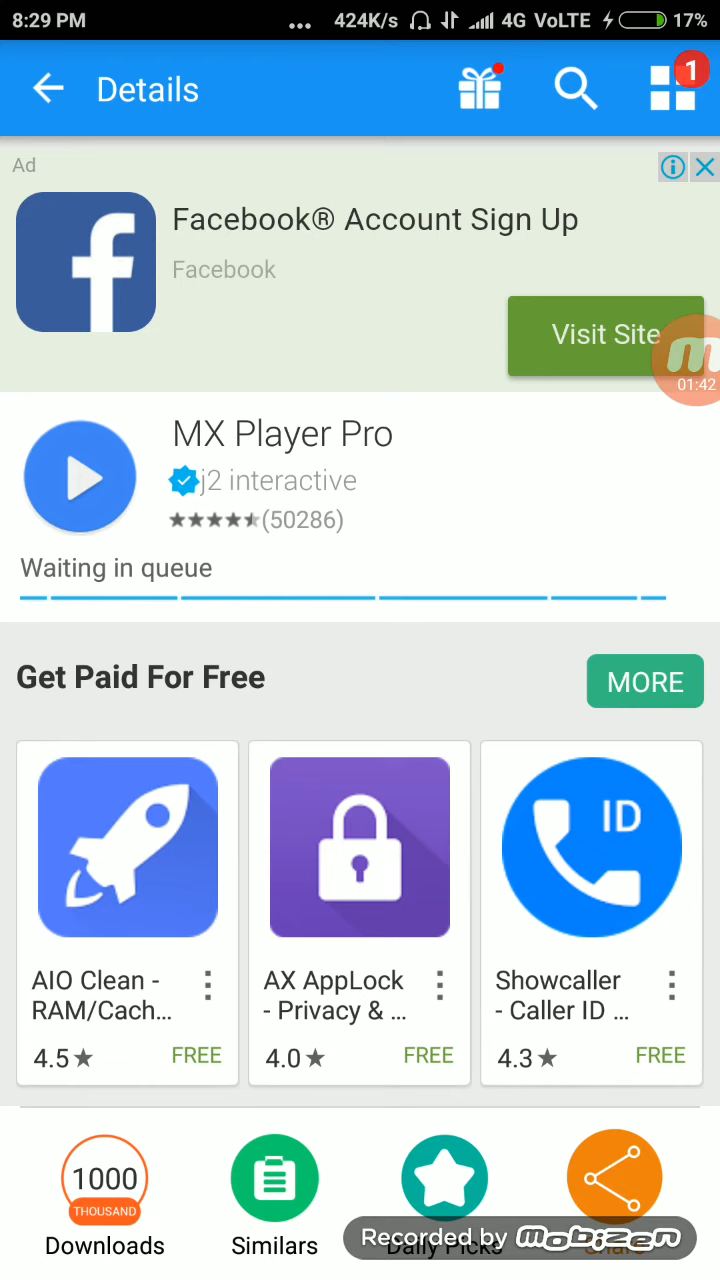 8:29 PM ... 424K/s 4G VoLTE 17%
Details
1
Ad
Facebook® Account Sign Up
Facebook
Visit Site
01:42
MX Player Pro
j2 interactive
(50286)
Waiting in queue
Get Paid For Free
MORE
ID
AIO Clean -
RAM/Cach...
4.5★ FREE
AX AppLock
- Privacy & ...
4.0★ FREE
Showcaller
- Caller ID ...
4.3★ FREE
1000
THOUSAND
Downloads
Similars
Daily Picks
Share
Recorded by mobizen